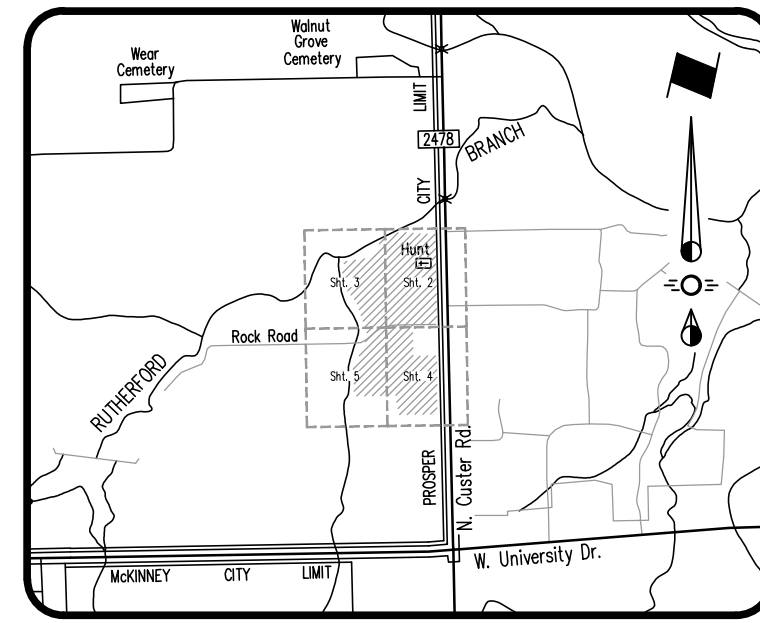 Walnut
Grove
Cemetery
Wear
Cemetery
LIMIT
2478
BRANCH
CITY
Hunt
Sht. 3
Sht. 2
Rock Road
Sht. 5
Sht. 4
RUTHERFORD
PROSPER
N. Custer Rd.
W. University Dr.
McKINNEY CITY LIMIT